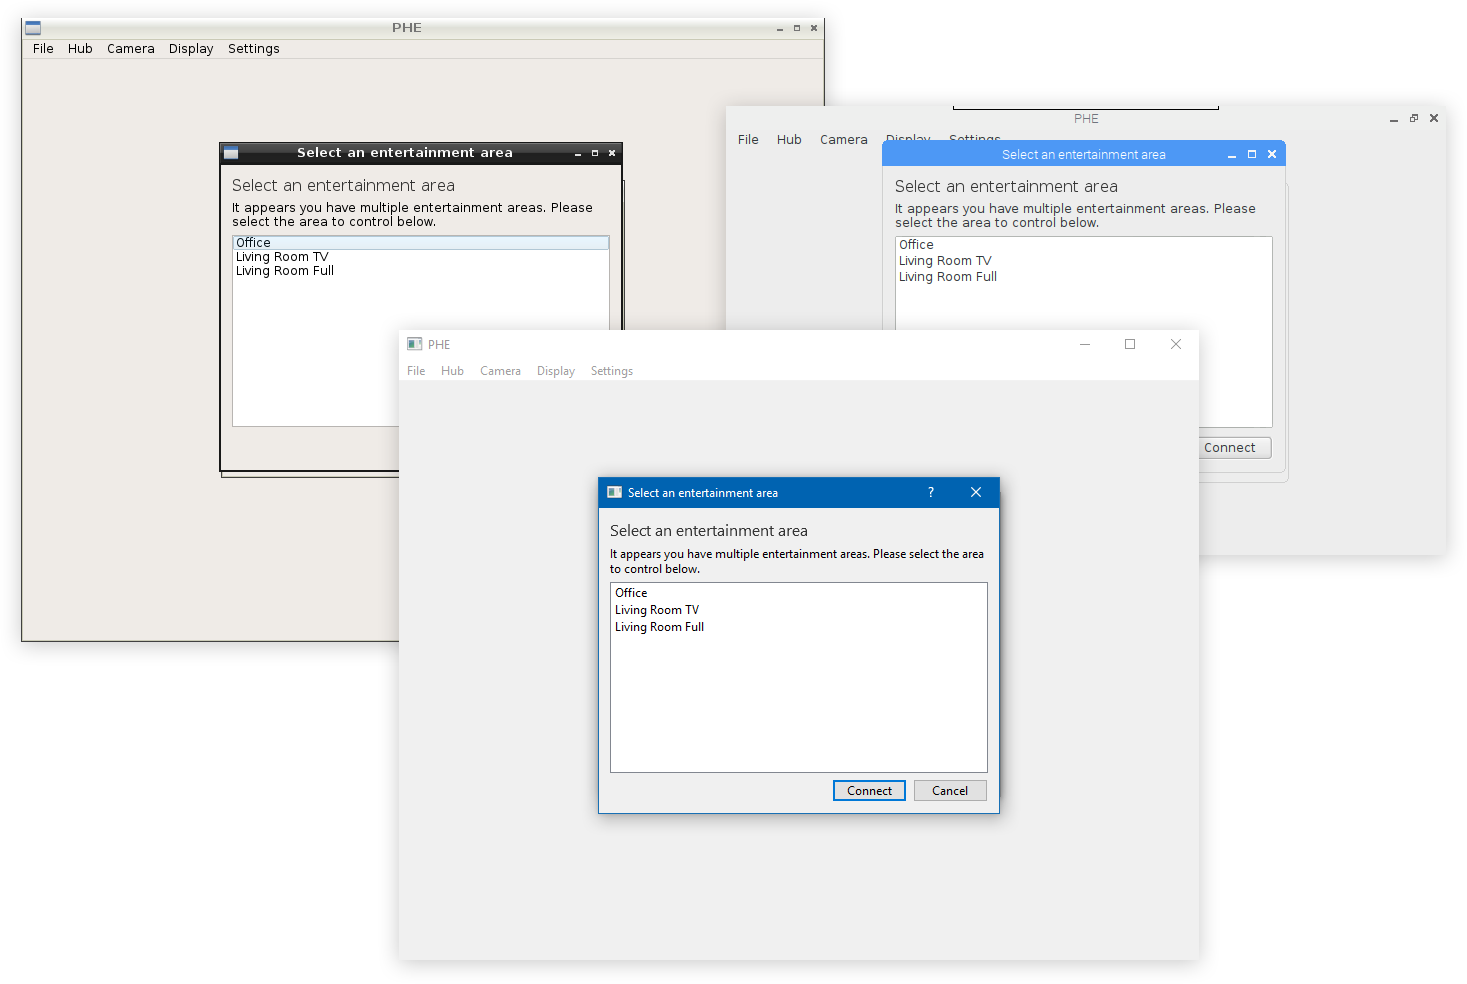 PHE
File Hub Camera Display Settings
Select an entertainment area
Select an entertainment area
It appears you have multiple entertainment areas. Please
select the area to control below.
Office
Living Room TV
Living Room Full
PHE
File Hub Camera Display Settings
Select an entertainment area
Select an entertainment area
It appears you have multiple entertainment areas. Please
select the area to control below.
Office
Living Room TV
Living Room Full
Connect
PHE
File Hub Camera Display Settings
Select an entertainment area ?
Select an entertainment area
It appears you have multiple entertainment areas. Please select the area
to control below.
Office
Living Room TV
Living Room Full
Connect Cancel